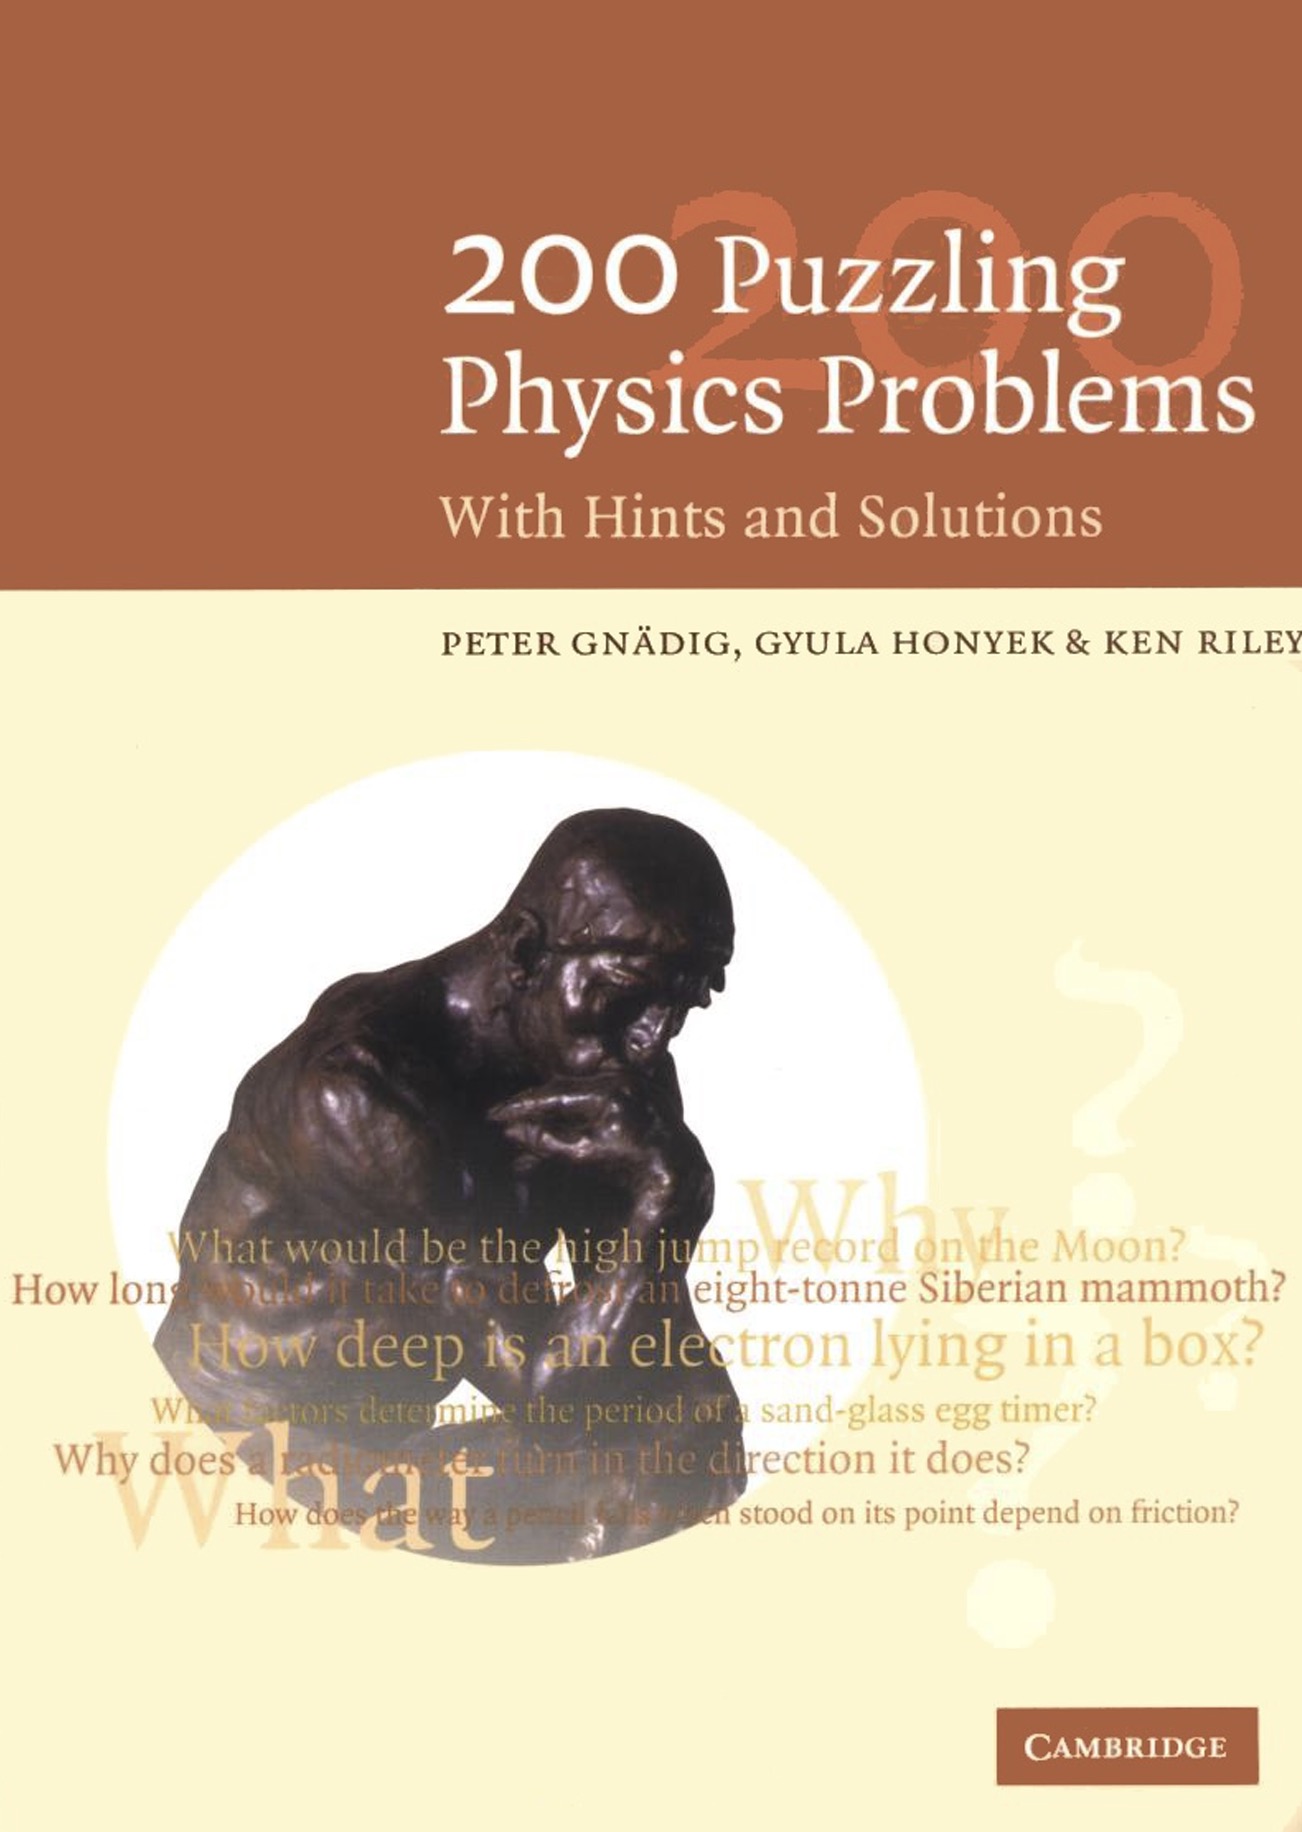 200
200 Puzzling
Physics Problems
With Hints and Solutions
PETER GNÄDIG, GYULA HONYEK & KEN RILEY
Why
?
What would be the high jump record on the Moon?
How long would it take to defrost an eight-tonne Siberian mammoth?
?
How deep is an electron lying in a box?
What factors determine the period of a sand-glass egg timer?
Why does a radiometer turn in the direction it does?
What
?
How does the way a pencil falls when stood on its point depend on friction?
CAMBRIDGE